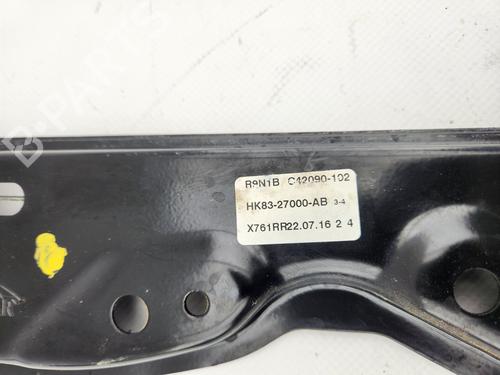 R9N1B C42090-102
HK83-27000-AB 3-4
X761RR22.07.16 2 4